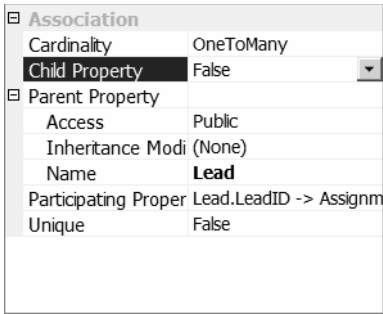 Association
Cardinality OneToMany
Child Property False
Parent Property
Access Public
Inheritance Modi (None)
Name Lead
Participating Proper Lead.LeadID -> Assignm
Unique False